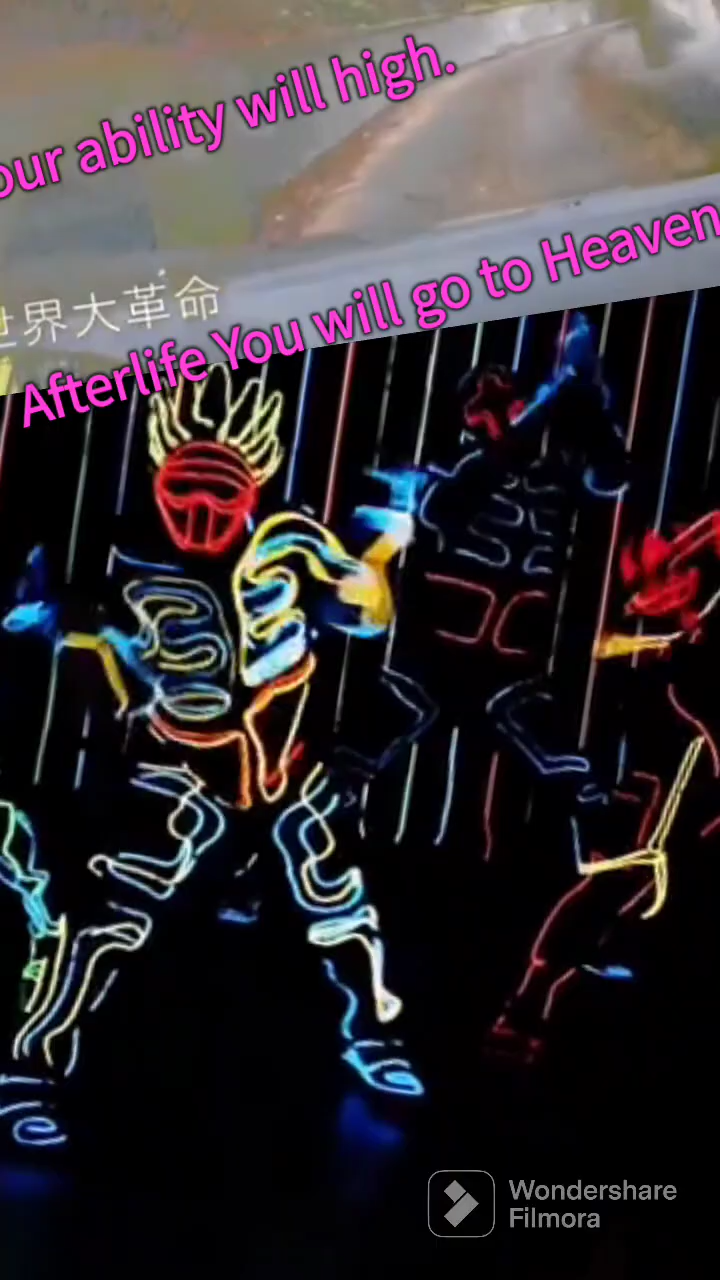 our ability will high.
世界大革命
Afterlife You will go to Heaven
Wondershare
Filmora